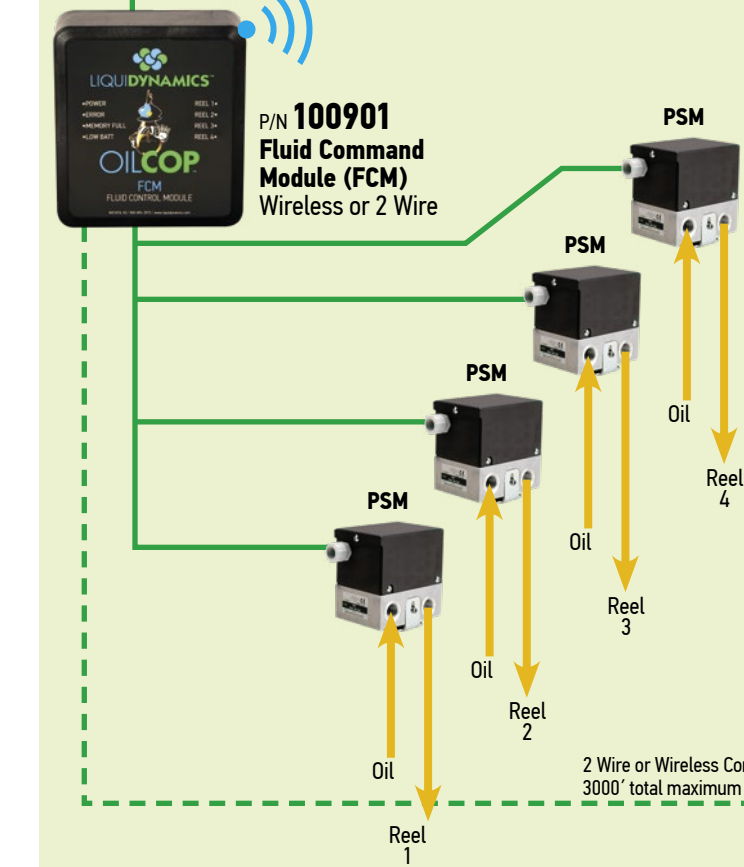 LIQUIDYNAMICS™
•POWER REEL 1•
•ERROR REEL 2•
•MEMORY FULL REEL 3•
•LOW BATT REEL 4•
OILCOP™
FCM
FLUID CONTROL MODULE
P/N 100901
Fluid Command
Module (FCM)
Wireless or 2 Wire
PSM
Oil
Reel
4
PSM
Oil
Reel
3
PSM
Oil
Reel
2
PSM
Oil
Reel
1
2 Wire or Wireless Co
3000´ total maximum